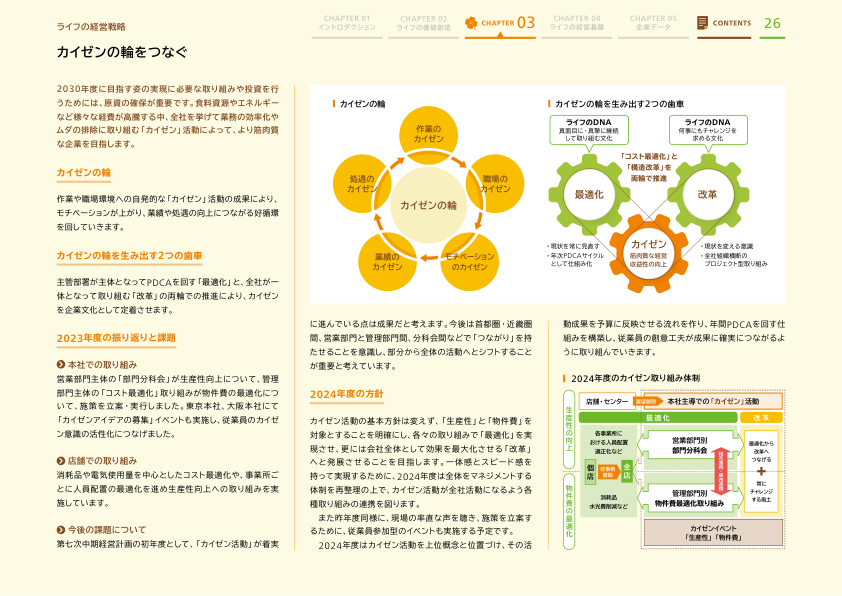 ライフの経営戦略
CHAPTER 01
イントロダクション
CHAPTER 02
ライフの価値創造
CHAPTER 03
CHAPTER 04
ライフの経営基盤
CHAPTER 05
企業データ
CONTENTS
26
カイゼンの輪をつなぐ
2030年度に目指す姿の実現に必要な取り組みや投資を行
うためには、原資の確保が重要です。食料資源やエネルギー
など様々な経費が高騰する中、全社を挙げて業務の効率化や
ムダの排除に取り組む「カイゼン」活動によって、より筋肉質
な企業を目指します。
カイゼンの輪
作業や職場環境への自発的な「カイゼン」活動の成果により、
モチベーションが上がり、業績や処遇の向上につながる好循環
を回していきます。
カイゼンの輪を生み出す2つの歯車
主管部署が主体となってPDCAを回す「最適化」と、全社が一
体となって取り組む「改革」の両輪での推進により、カイゼン
を企業文化として定着させます。
2023年度の振り返りと課題
本社での取り組み
営業部門主体の「部門分科会」が生産性向上について、管理
部門主体の「コスト最適化」取り組みが物件費の最適化につ
いて、施策を立案・実行しました。東京本社、大阪本社にて
「カイゼンアイデアの募集」イベントも実施し、従業員のカイゼ
ン意識の活性化につなげました。
店舗での取り組み
消耗品や電気使用量を中心としたコスト最適化や、事業所ご
とに人員配置の最適化を進め生産性向上への取り組みを実
施しています。
今後の課題について
第七次中期経営計画の初年度として、「カイゼン活動」が着実
カイゼンの輪
作業の
カイゼン
職場の
カイゼン
モチベーション
のカイゼン
業績の
カイゼン
処遇の
カイゼン
カイゼンの輪
カイゼンの輪を生み出す2つの歯車
ライフのDNA
真面目に・真摯に継続
して取り組む文化
ライフのDNA
何事にもチャレンジを
求める文化
「コスト最適化」と
「構造改革」を
両輪で推進
最適化
改革
カイゼン
筋肉質な経営
収益性の向上
・現状を常に見直す
・年次PDCAサイクル
として仕組み化
・現状を変える意識
・全社組織横断の
プロジェクト型取り組み
に進んでいる点は成果だと考えます。今後は首都圏・近畿圏
間、営業部門と管理部門間、分科会間などで「つながり」を持
たせることを意識し、部分から全体の活動へとシフトすること
が重要と考えています。
2024年度の方針
カイゼン活動の基本方針は変えず、「生産性」と「物件費」を
対象とすることを明確にし、各々の取り組みで「最適化」を実
現させ、更には会社全体として効果を最大化させる「改革」
へと発展させることを目指します。一体感とスピード感を
持って実現するために、2024年度は全体をマネジメントする
体制を再整理の上で、カイゼン活動が全社活動になるよう各
種取り組みの連携を図ります。
また昨年度同様に、現場の率直な声を聴き、施策を立案す
るために、従業員参加型のイベントも実施する予定です。
2024年度はカイゼン活動を上位概念と位置づけ、その活
動成果を予算に反映させる流れを作り、年間PDCAを回す仕
組みを構築し、従業員の創意工夫が成果に確実につながるよ
うに取り組んでいきます。
2024年度のカイゼン取り組み体制
店舗・センター
本社主導での「カイゼン」活動
最適化
改革
生産性の向上
物件費の最適化
各事業所に
おける人員配置
適正化など
個店
好事例
展開
全店
消耗品
水光費削減など
営業部門別
部門分科会
管理部門別
物件費最適化取り組み
最適化から
改革へ
つなげる
常に
チャレンジ
する風土
カイゼンイベント
「生産性」「物件費」